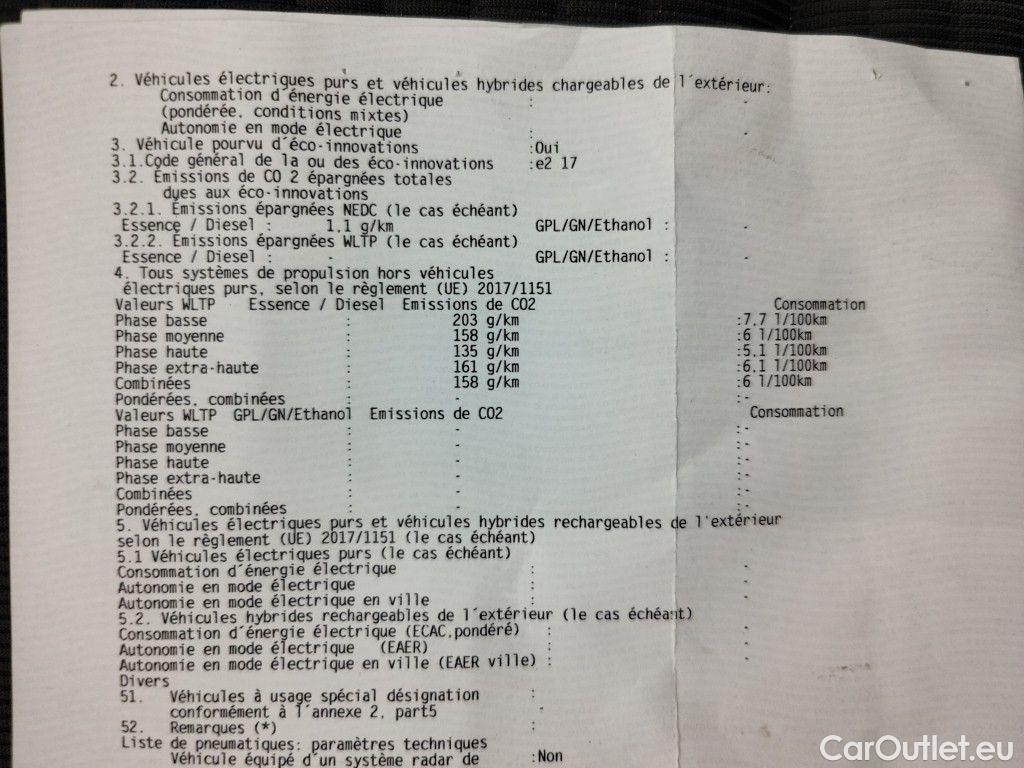 2. Véhicules électriques purs et véhicules hybrides chargeables de l´extérieur:
Consommation d´énergie électrique : -
(pondérée, conditions mixtes)
Autonomie en mode électrique : -
3. Véhicule pourvu d´éco-innovations :Oui
3.1.Code général de la ou des éco-innovations :e2 17
3.2. Emissions de CO 2 épargnées totales
dues aux éco-innovations
3.2.1. Emissions épargnées NEDC (le cas échéant)
Essence / Diesel : 1,1 g/km GPL/GN/Ethanol : -
3.2.2. Emissions épargnées WLTP (le cas échéant)
Essence / Diesel : - GPL/GN/Ethanol : -
4. Tous systèmes de propulsion hors véhicules
électriques purs, selon le règlement (UE) 2017/1151
Valeurs WLTP Essence / Diesel Emissions de CO2 Consommation
Phase basse : 203 g/km :7,7 l/100km
Phase moyenne : 158 g/km :6 l/100km
Phase haute : 135 g/km :5,1 l/100km
Phase extra-haute : 161 g/km :6,1 l/100km
Combinées : 158 g/km :6 l/100km
Pondérées, combinées : - :-
Valeurs WLTP GPL/GN/Ethanol Emissions de CO2 Consommation
Phase basse : - :-
Phase moyenne : - :-
Phase haute : - :-
Phase extra-haute : - :-
Combinées : - :-
Pondérées, combinées : - :-
5. Véhicules électriques purs et véhicules hybrides rechargeables de l'extérieur
selon le règlement (UE) 2017/1151 (le cas échéant)
5.1 Véhicules électriques purs (le cas échéant)
Consommation d´énergie électrique : -
Autonomie en mode électrique : -
Autonomie en mode électrique en ville : -
5.2. Véhicules hybrides rechargeables de l´extérieur (le cas échéant)
Consommation d´énergie électrique (ECAC,pondéré) : -
Autonomie en mode électrique (EAER) : -
Autonomie en mode électrique en ville (EAER ville) : -
Divers
51. Véhicules à usage spécial désignation :
conformément à l´annexe 2, part5 -
52. Remarques (*) :
Liste de pneumatiques: paramètres techniques
Véhicule équipé d´un système radar de :Non
CarOutlet.eu